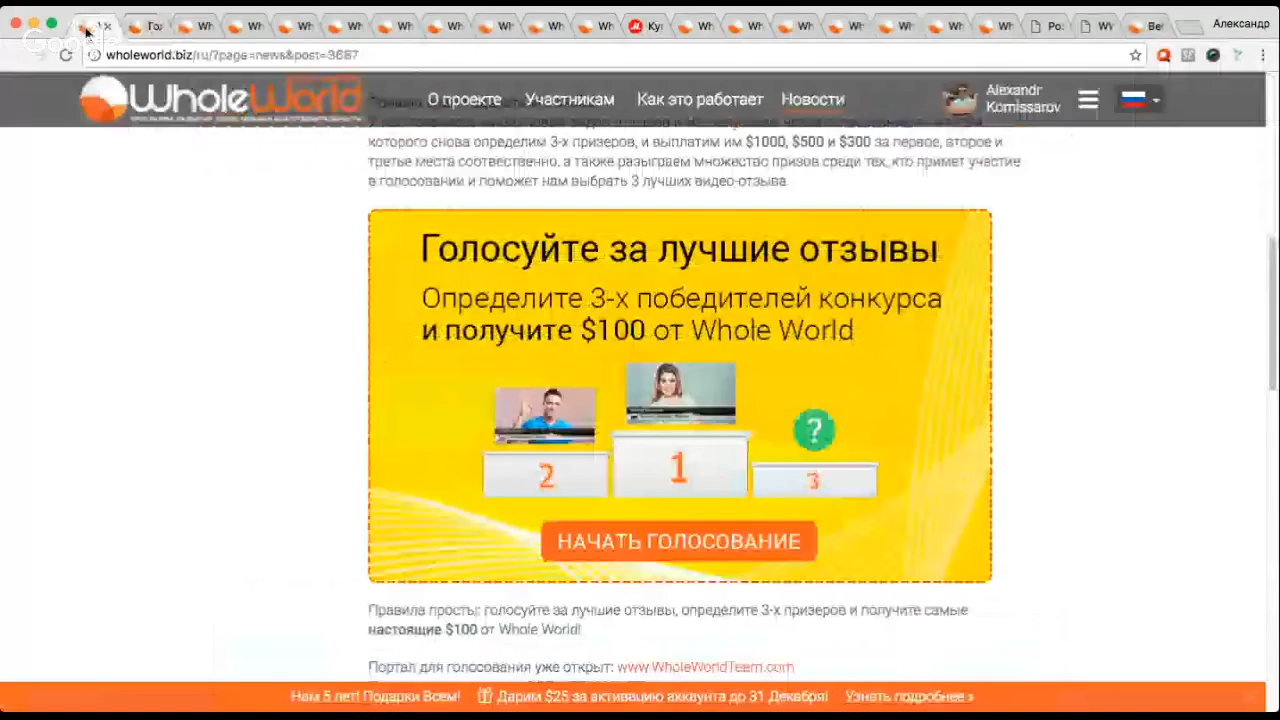 Александр
wholeworld.biz/ru/?page=news&post=3687
WholeWorld
О проекте Участникам Как это работает Новости
Alexandr
Komissarov
которого снова определим 3-х призеров, и выплатим им $1000, $500 и $300 за первое, второе и
третье места соотвественно, а также разыграем множество призов среди тех, кто примет участие
в голосовании и поможет нам выбрать 3 лучших видео-отзыва.
Голосуйте за лучшие отзывы
Определите 3-х победителей конкурса
и получите $100 от Whole World
2 1 3
?
НАЧАТЬ ГОЛОСОВАНИЕ
Правила просты: голосуйте за лучшие отзывы, определите 3-х призеров и получите самые
настоящие $100 от Whole World!
Портал для голосования уже открыт: www.WholeWorldTeam.com
Нам 5 лет! Подарки Всем! Дарим $25 за активацию аккаунта до 31 Декабря! Узнать подробнее »